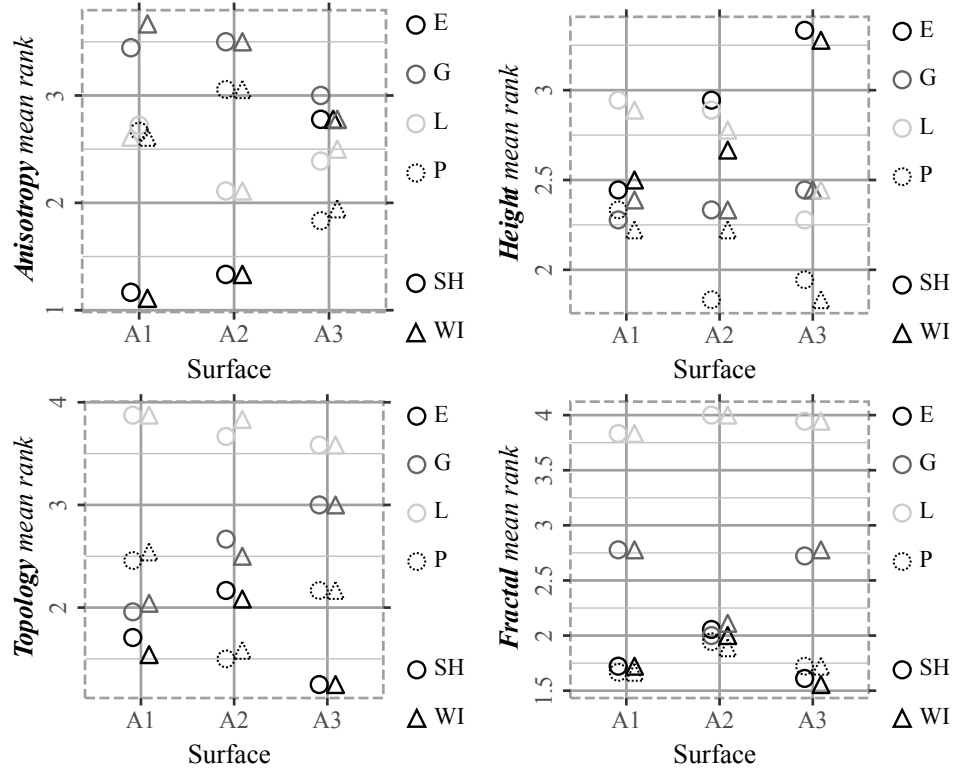 Anisotropy mean rank
3
2
1
A1 A2 A3
Surface
E
G
L
P
SH
WI
Height mean rank
3
2.5
2
A1 A2 A3
Surface
E
G
L
P
SH
WI
Topology mean rank
4
3
2
A1 A2 A3
Surface
E
G
L
P
SH
WI
Fractal mean rank
4
3.5
3
2.5
2
1.5
A1 A2 A3
Surface
E
G
L
P
SH
WI